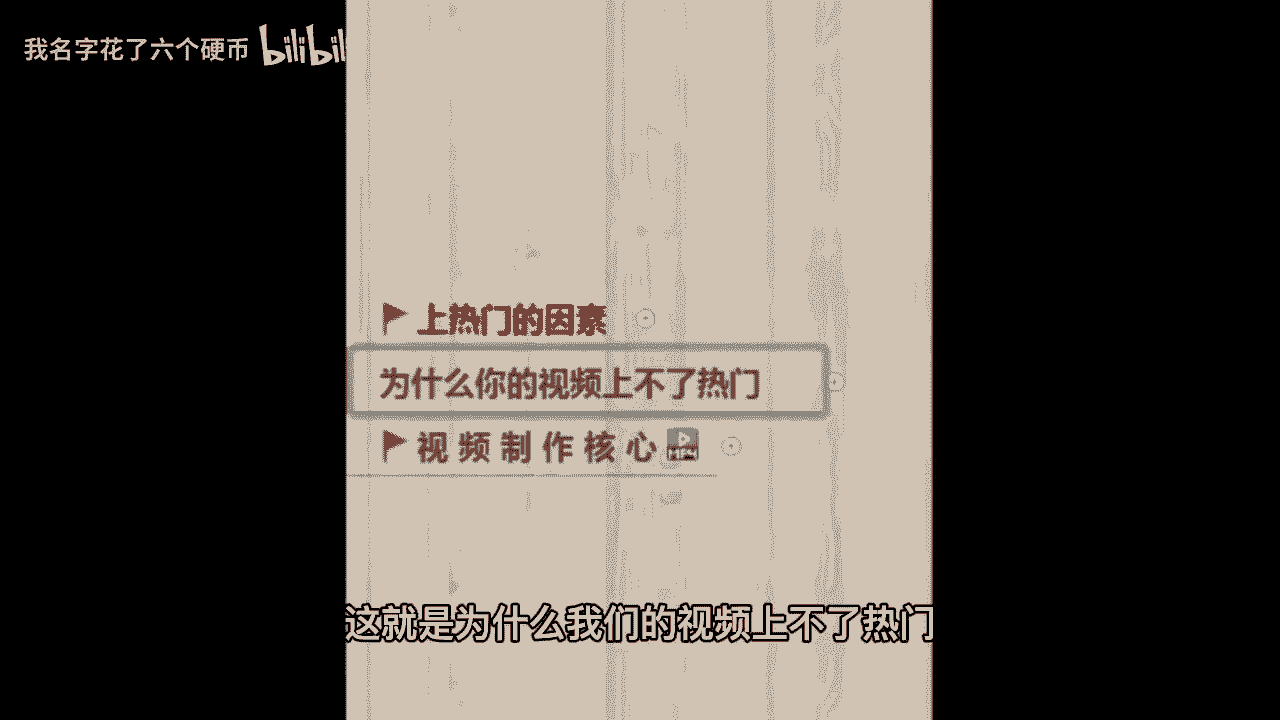 我名字花了六个硬币 bilibil
上热门的因素
为什么你的视频上不了热门
视频制作核心
这就是为什么我们的视频上不了热门